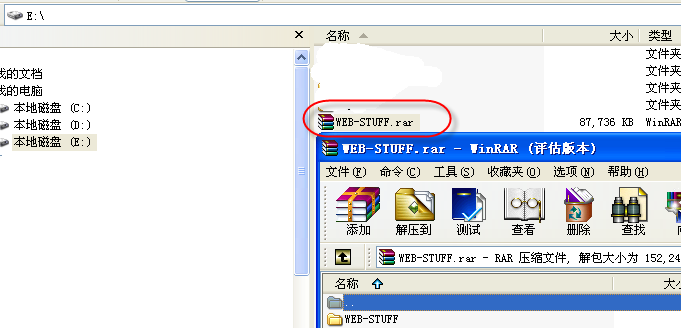 E:\
名称 大小 类型
文件夹
我的文档
文件夹
我的电脑
文件夹
本地磁盘 (C:)
文件夹
本地磁盘 (D:)
WEB-STUFF.rar 87,736 KB WinRAR
本地磁盘 (E:)
WEB-STUFF.rar - WinRAR (评估版本)
文件(F) 命令(C) 工具(S) 收藏夹(O) 选项(N) 帮助(H)
添加 解压到 测试 查看 删除 查找
WEB-STUFF.rar - RAR 压缩文件, 解包大小为 152,24
名称 大小
..
WEB-STUFF